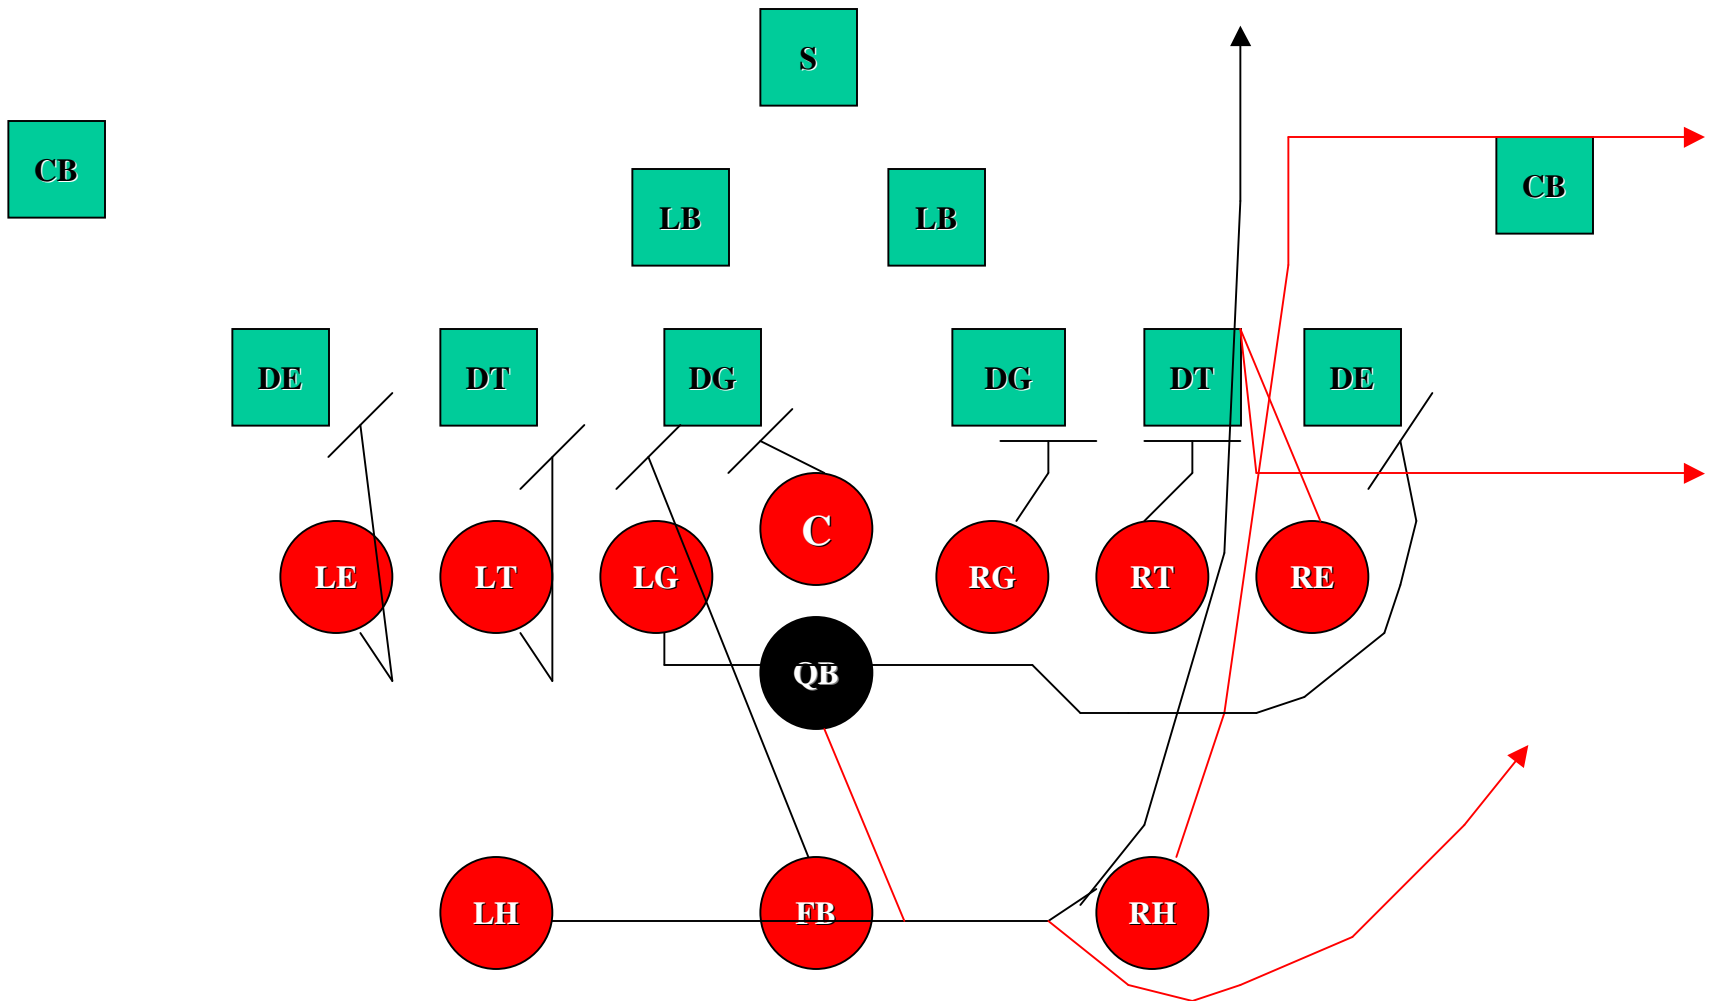 S
CB
CB
LB
LB
DE
DT
DG
DG
DT
DE
C
LE
LT
LG
RG
RT
RE
QB
LH
FB
RH